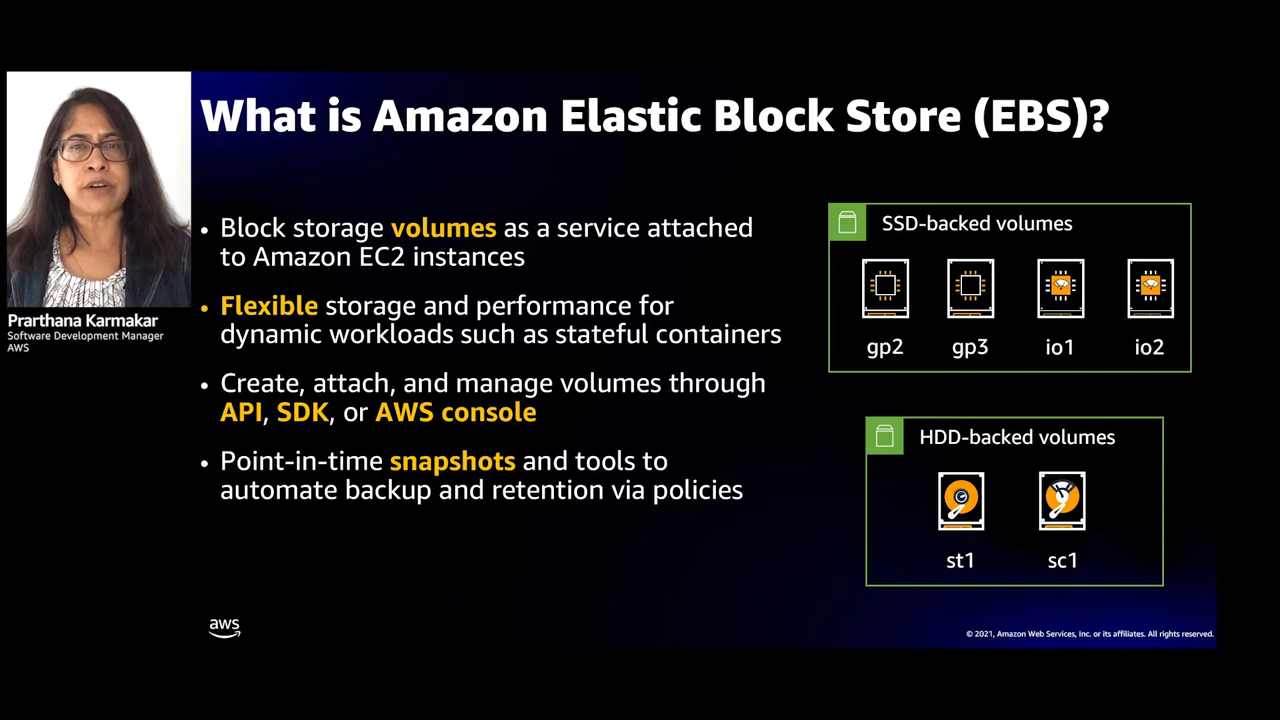 What is Amazon Elastic Block Store (EBS)?
Prarthana Karmakar
Software Development Manager
AWS
• Block storage volumes as a service attached
to Amazon EC2 instances
• Flexible storage and performance for
dynamic workloads such as stateful containers
• Create, attach, and manage volumes through
API, SDK, or AWS console
• Point-in-time snapshots and tools to
automate backup and retention via policies
SSD-backed volumes
gp2 gp3 io1 io2
HDD-backed volumes
st1 sc1
aws
© 2021, Amazon Web Services, Inc. or its affiliates. All rights reserved.